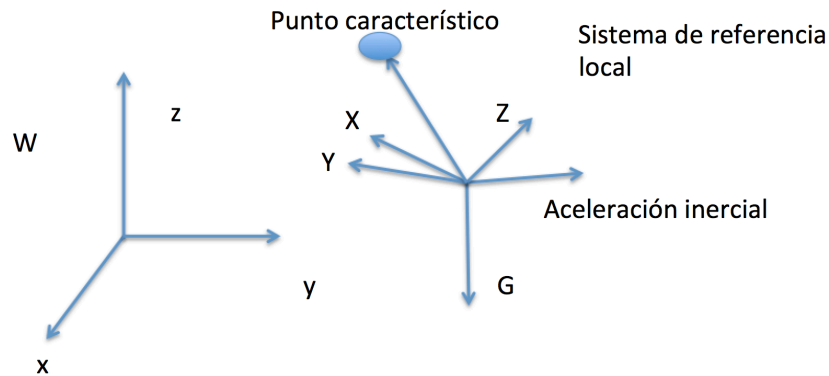 Punto característico
Sistema de referencia
local
z
X
Z
W
Y
Aceleración inercial
G
y
x